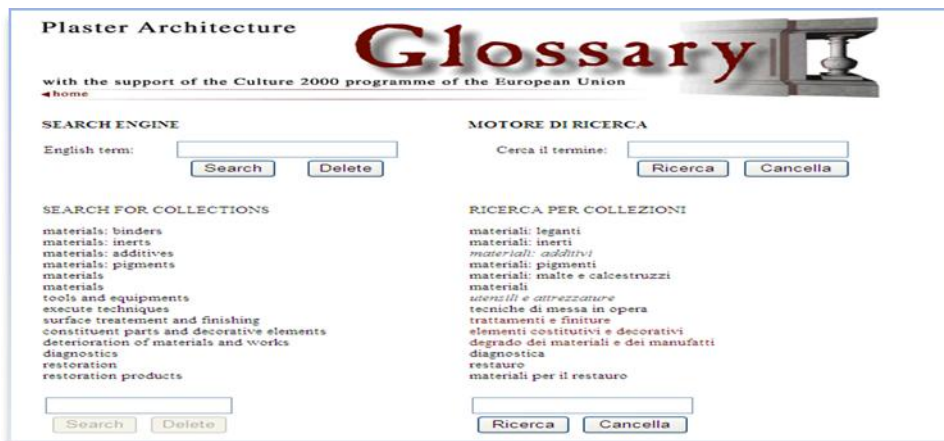 Plaster Architecture
Glossary
with the support of the Culture 2000 programme of the European Union
◄home
SEARCH ENGINE
English term:
Search Delete
SEARCH FOR COLLECTIONS
materials: binders
materials: inerts
materials: additives
materials: pigments
materials
materials
tools and equipments
execute techniques
surface treatement and finishing
constituent parts and decorative elements
deterioration of materials and works
diagnostics
restoration
restoration products
Search Delete
MOTORE DI RICERCA
Cerca il termine:
Ricerca Cancella
RICERCA PER COLLEZIONI
materiali: leganti
materiali: inerti
materiali: additivi
materiali: pigmenti
materiali: malte e calcestruzzi
materiali
utensili e attrezzature
tecniche di messa in opera
trattamenti e finiture
elementi costitutivi e decorativi
degrado dei materiali e dei manufatti
diagnostica
restauro
materiali per il restauro
Ricerca Cancella